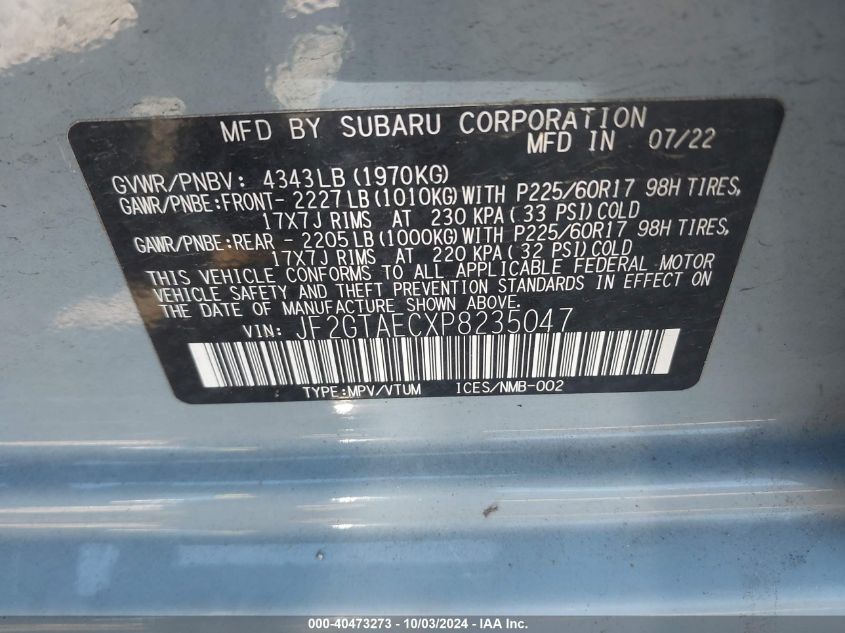 MFD BY SUBARU CORPORATION
MFD IN 07/22
GVWR/PNBV: 4343LB(1970KG)
GAWR/PNBE:FRONT- 2227LB(1010KG)WITH P225/60R17 98H TIRES,
17X7J RIMS AT 230 KPA(33 PSI)COLD
GAWR/PNBE:REAR - 2205LB(1000KG)WITH P225/60R17 98H TIRES,
17X7J RIMS AT 220 KPA(32 PSI)COLD
THIS VEHICLE CONFORMS TO ALL APPLICABLE FEDERAL MOTOR
VEHICLE SAFETY AND THEFT PREVENTION STANDARDS IN EFFECT ON
THE DATE OF MANUFACTURE SHOWN ABOVE.
VIN: JF2GTAECXP8235047
TYPE:MPV/VTUM ICES/NMB-002
000-40473273 - 10/03/2024 - IAA Inc.